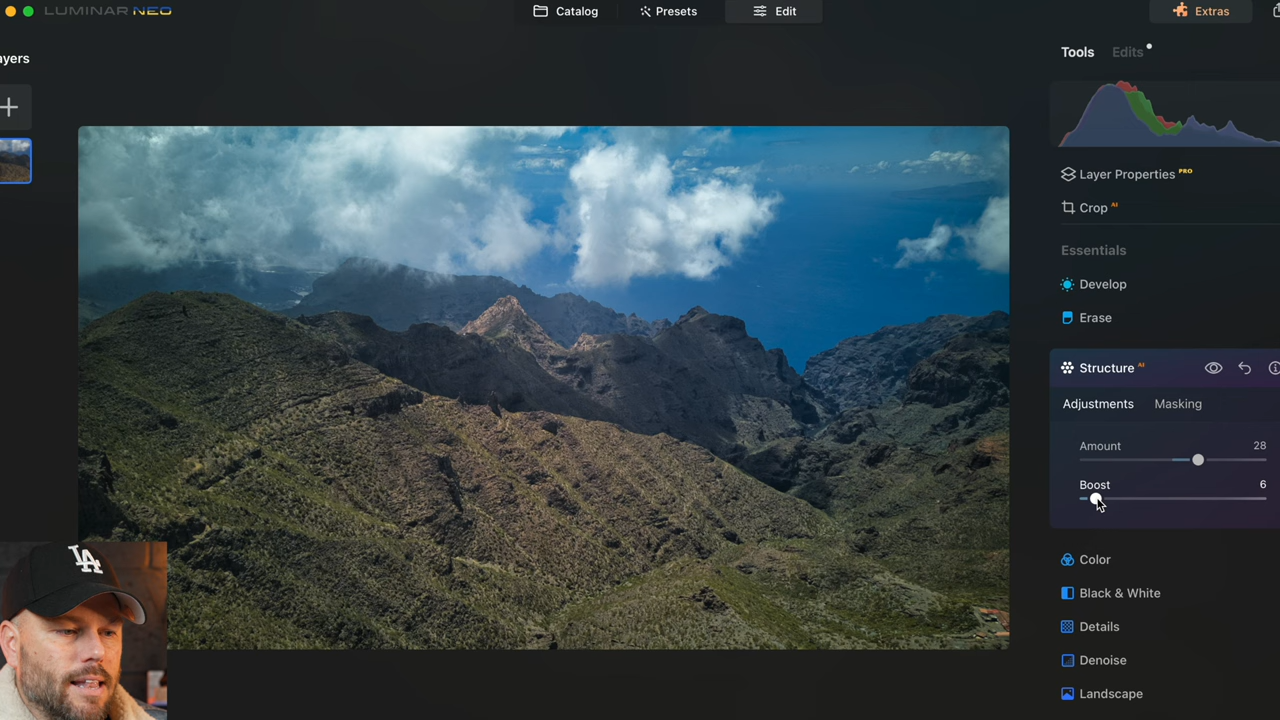 LUMINAR NEO
Catalog
Presets
Edit
Extras
ayers
Tools
Edits
Layer Properties PRO
Crop AI
Essentials
Develop
Erase
Structure AI
Adjustments
Masking
Amount 28
Boost 6
Color
Black & White
Details
Denoise
Landscape
LA